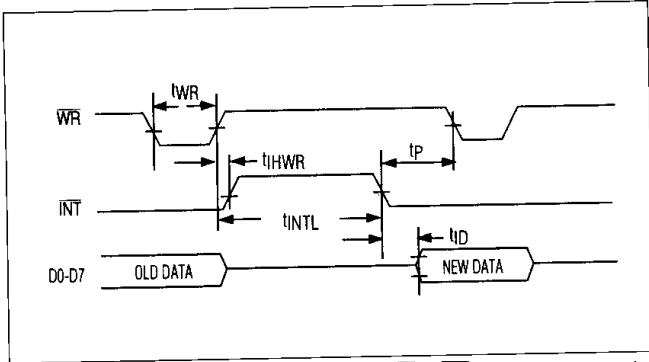 tWR
WR
tIHWR
tP
INT
tINTL
tID
D0-D7 OLD DATA NEW DATA